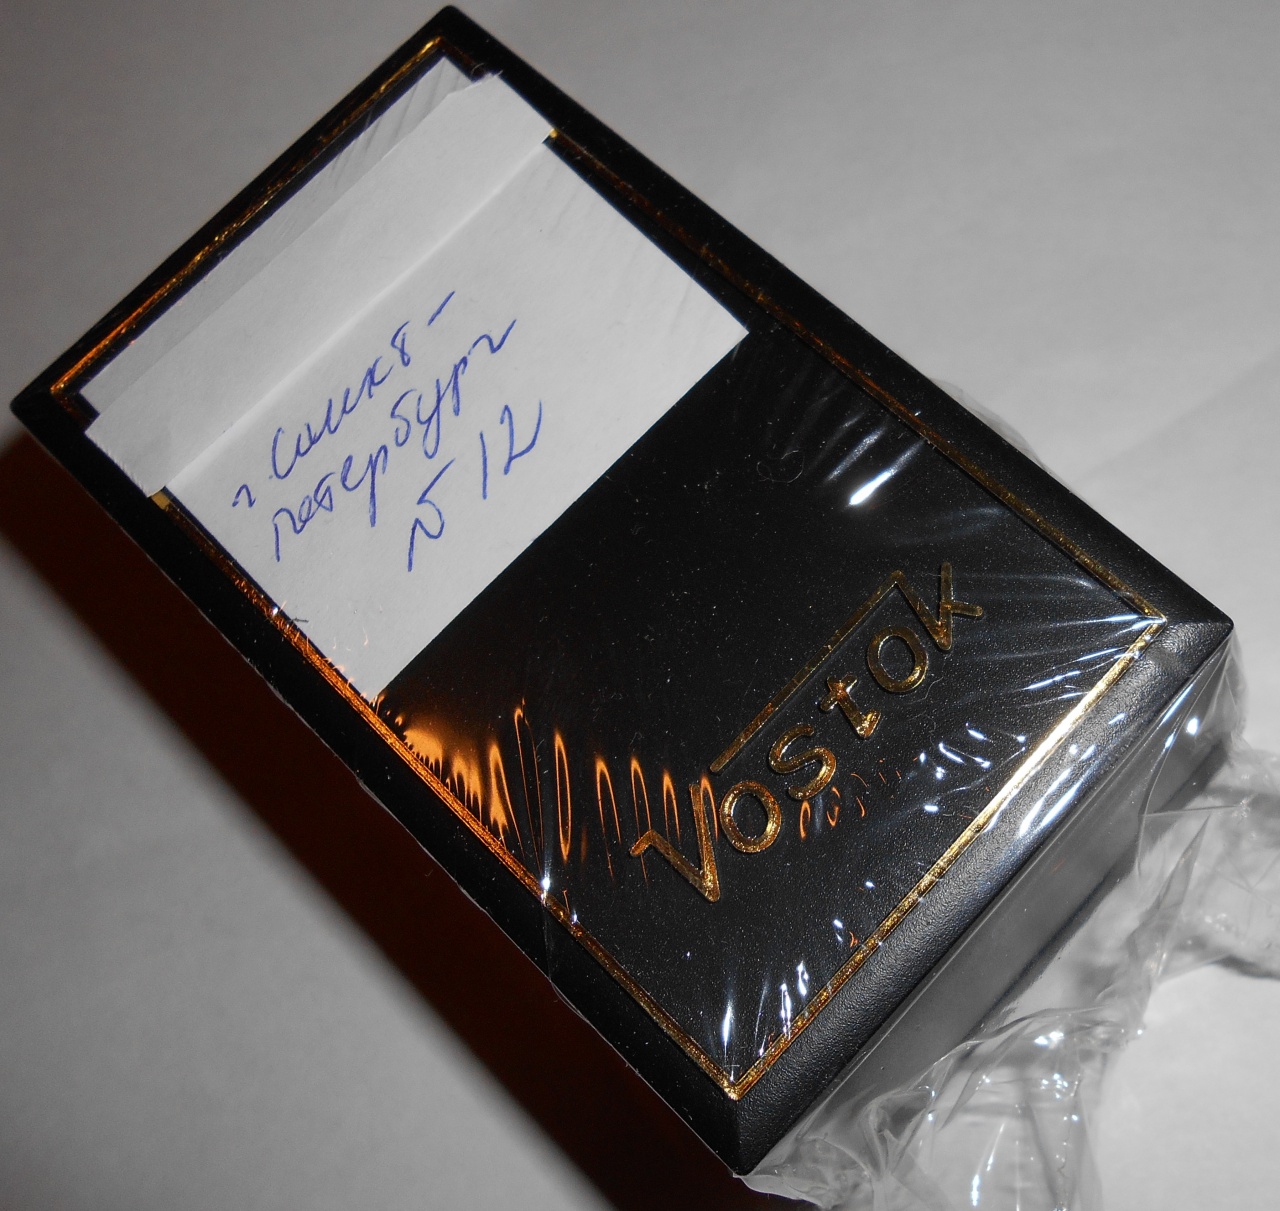 г. Санкт-
петербург
№ 12
Vostok